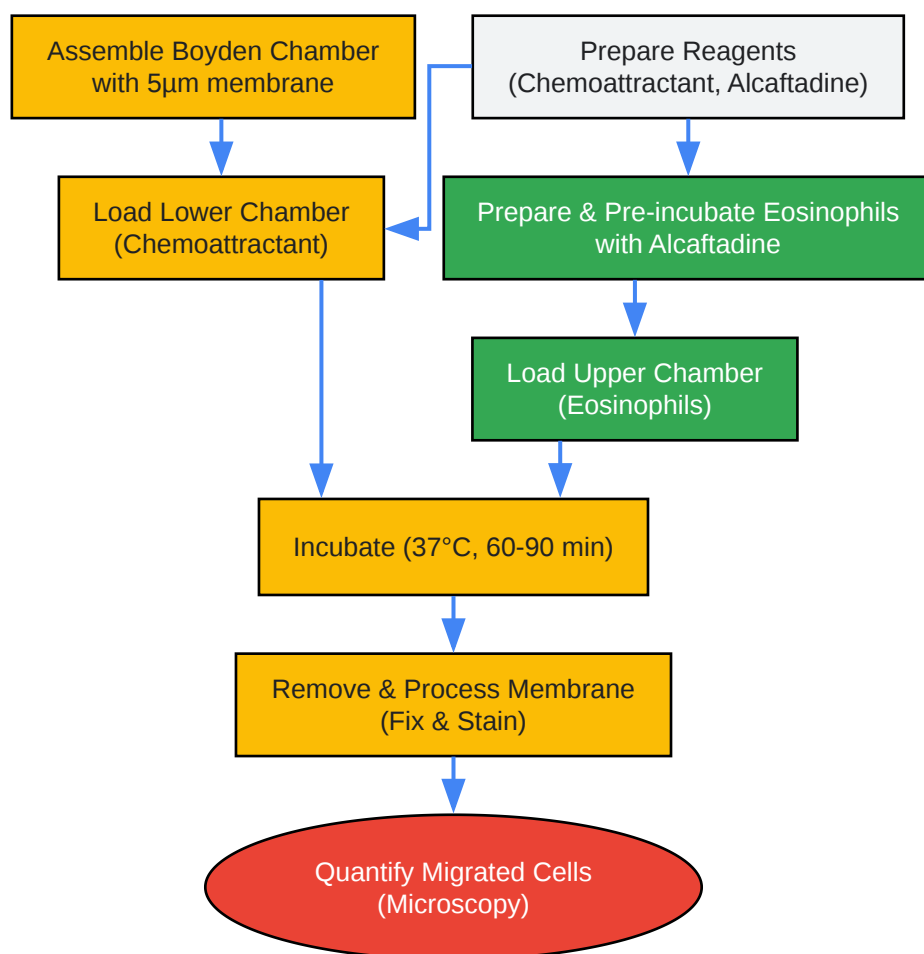 Assemble Boyden Chamber
with 5µm membrane
Prepare Reagents
(Chemoattractant, Alcaftadine)
Load Lower Chamber
(Chemoattractant)
Prepare & Pre-incubate Eosinophils
with Alcaftadine
Load Upper Chamber
(Eosinophils)
Incubate (37°C, 60-90 min)
Remove & Process Membrane
(Fix & Stain)
Quantify Migrated Cells
(Microscopy)